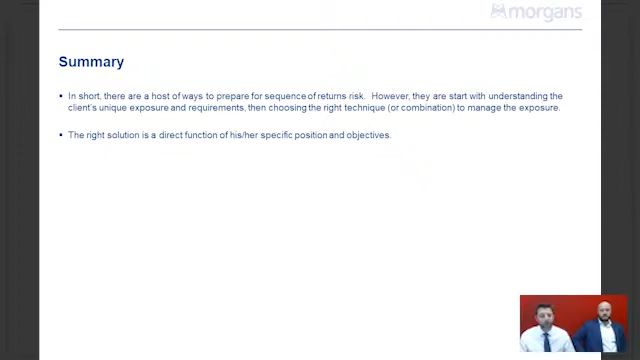 morgans
Summary
In short, there are a host of ways to prepare for sequence of returns risk. However, they are start with understanding the
client's unique exposure and requirements, then choosing the right technique (or combination) to manage the exposure.
The right solution is a direct function of his/her specific position and objectives.